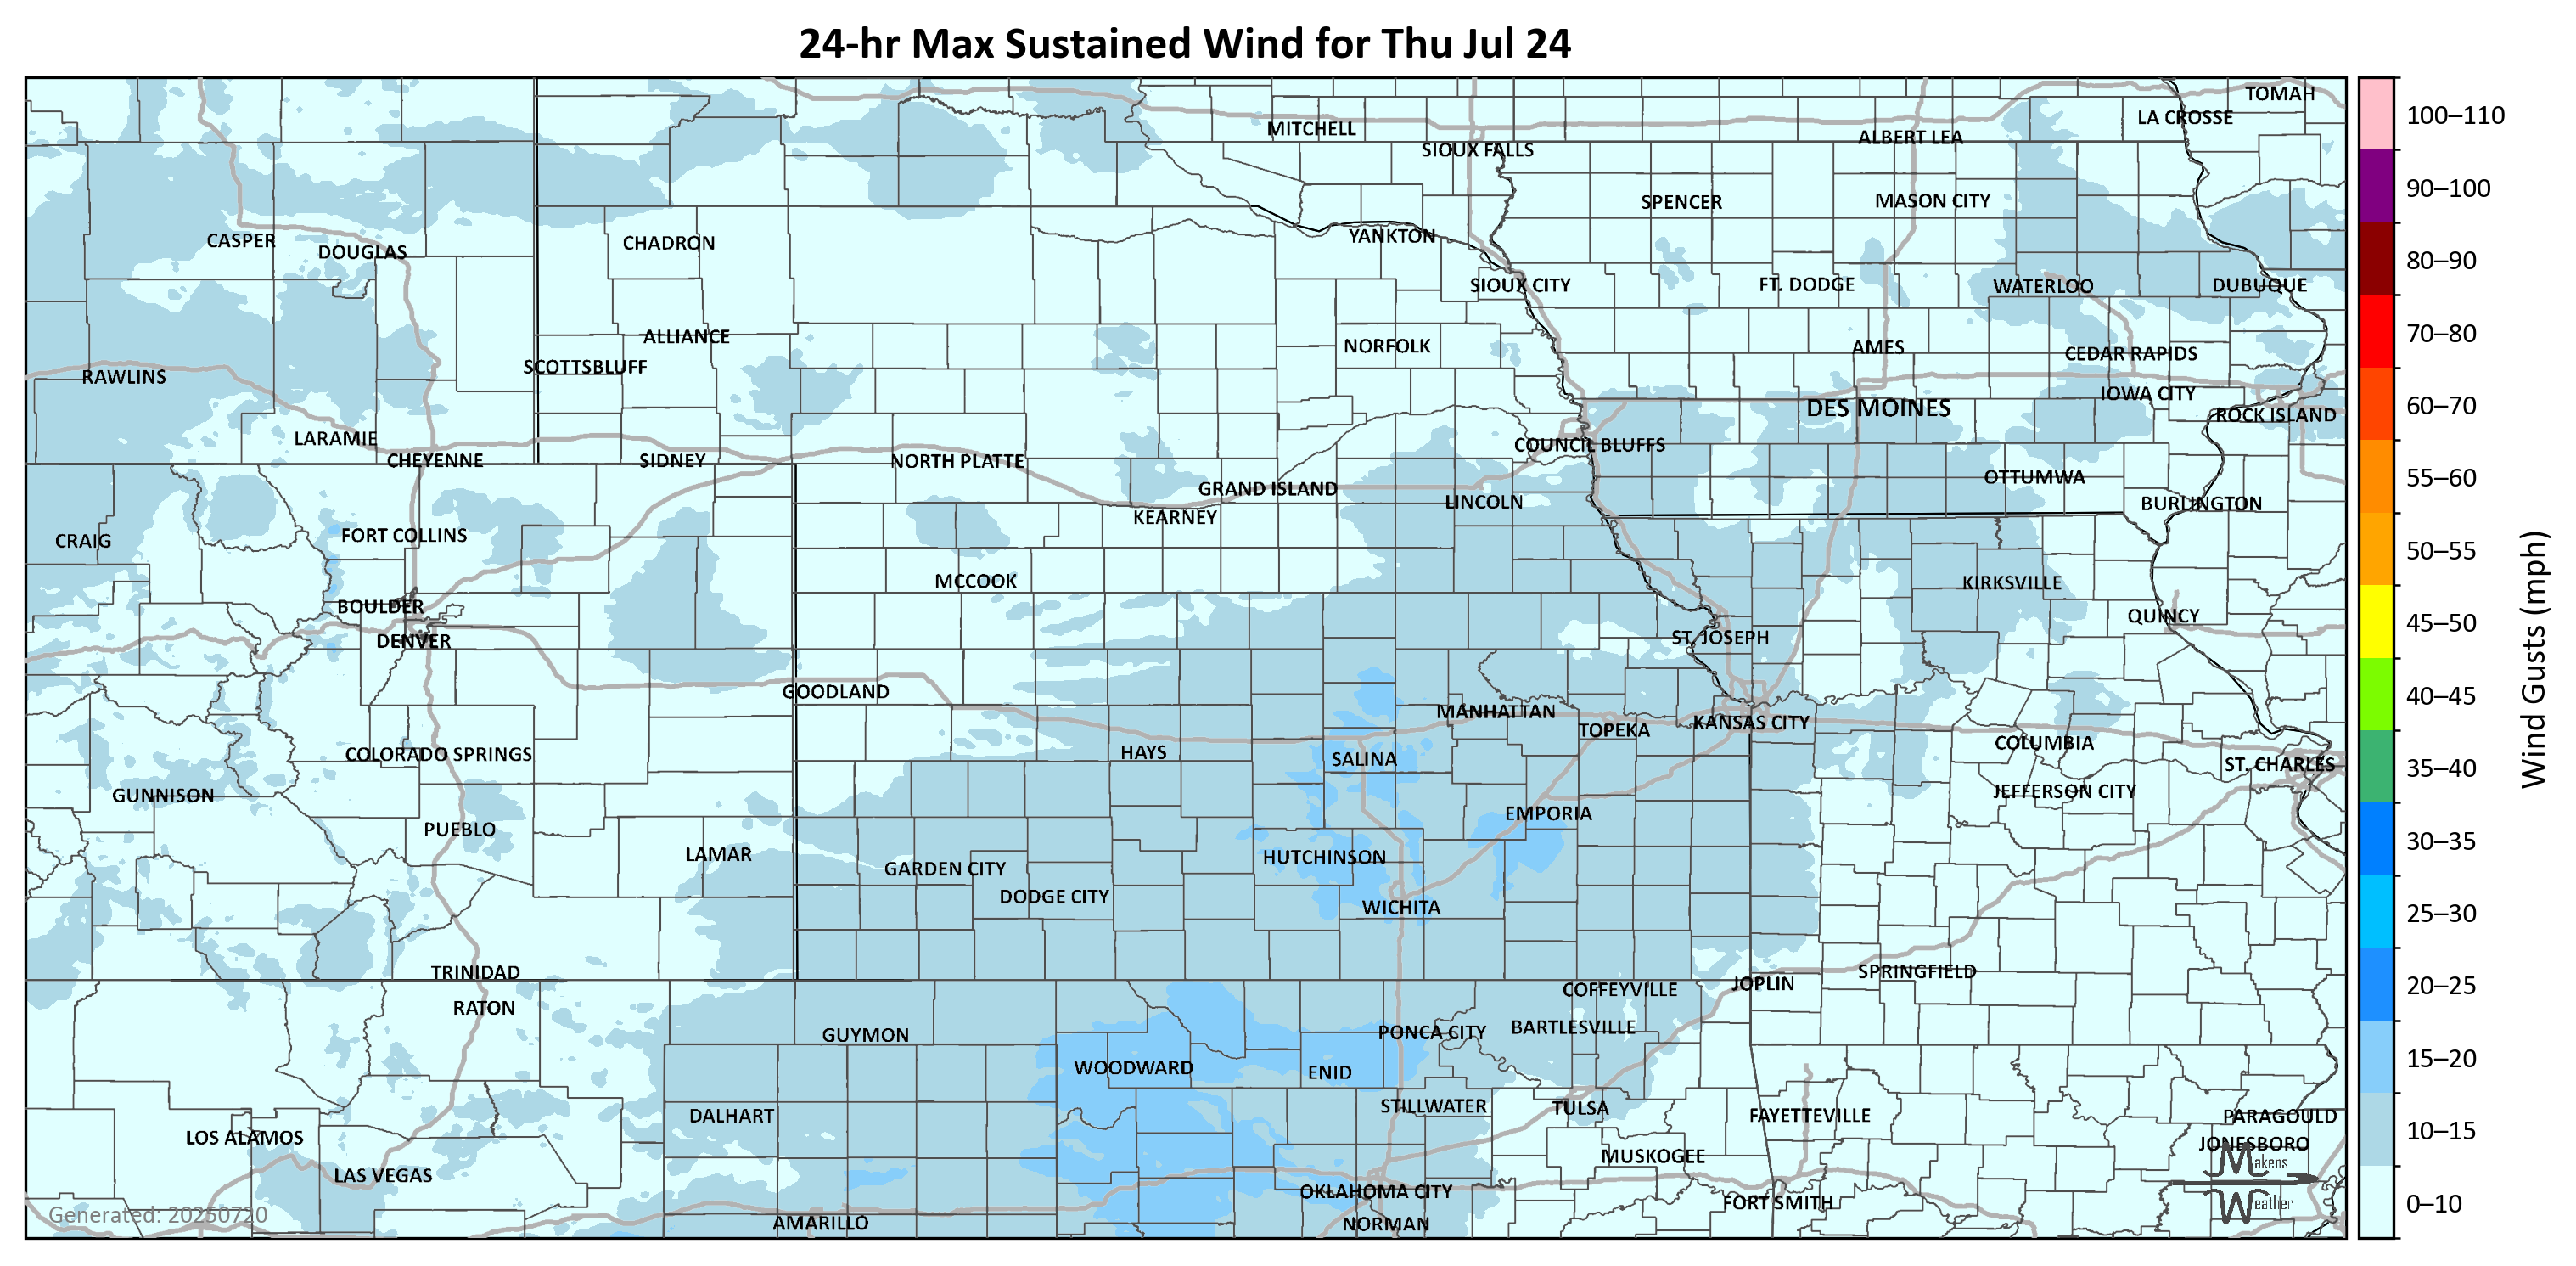 24-hr Max Sustained Wind for Thu Jul 24
TOMAH
LA CROSSE
MITCHELL
ALBERT LEA
SIOUX FALLS
SPENCER
MASON CITY
CASPER
DOUGLAS
CHADRON
YANKTON
SIOUX CITY
FT. DODGE
WATERLOO
DUBUQUE
ALLIANCE
NORFOLK
AMES
CEDAR RAPIDS
SCOTTSBLUFF
RAWLINS
IOWA CITY
DES MOINES
ROCK ISLAND
LARAMIE
COUNCIL BLUFFS
CHEYENNE
SIDNEY
NORTH PLATTE
OTTUMWA
GRAND ISLAND
LINCOLN
BURLINGTON
KEARNEY
CRAIG
FORT COLLINS
MCCOOK
KIRKSVILLE
BOULDER
QUINCY
DENVER
ST. JOSEPH
GOODLAND
MANHATTAN
TOPEKA
KANSAS CITY
COLORADO SPRINGS
HAYS
SALINA
COLUMBIA
ST. CHARLES
GUNNISON
JEFFERSON CITY
EMPORIA
PUEBLO
LAMAR
HUTCHINSON
GARDEN CITY
DODGE CITY
WICHITA
TRINIDAD
SPRINGFIELD
JOPLIN
COFFEYVILLE
RATON
GUYMON
PONCA CITY
BARTLESVILLE
WOODWARD
ENID
STILLWATER
TULSA
DALHART
FAYETTEVILLE
PARAGOULD
LOS ALAMOS
JONESBORO
MUSKOGEE
LAS VEGAS
OKLAHOMA CITY
FORT SMITH
AMARILLO
NORMAN
Makens
Weather
Generated: 20250720
100–110
90–100
80–90
70–80
60–70
55–60
50–55
45–50
40–45
35–40
30–35
25–30
20–25
15–20
10–15
0–10
Wind Gusts (mph)